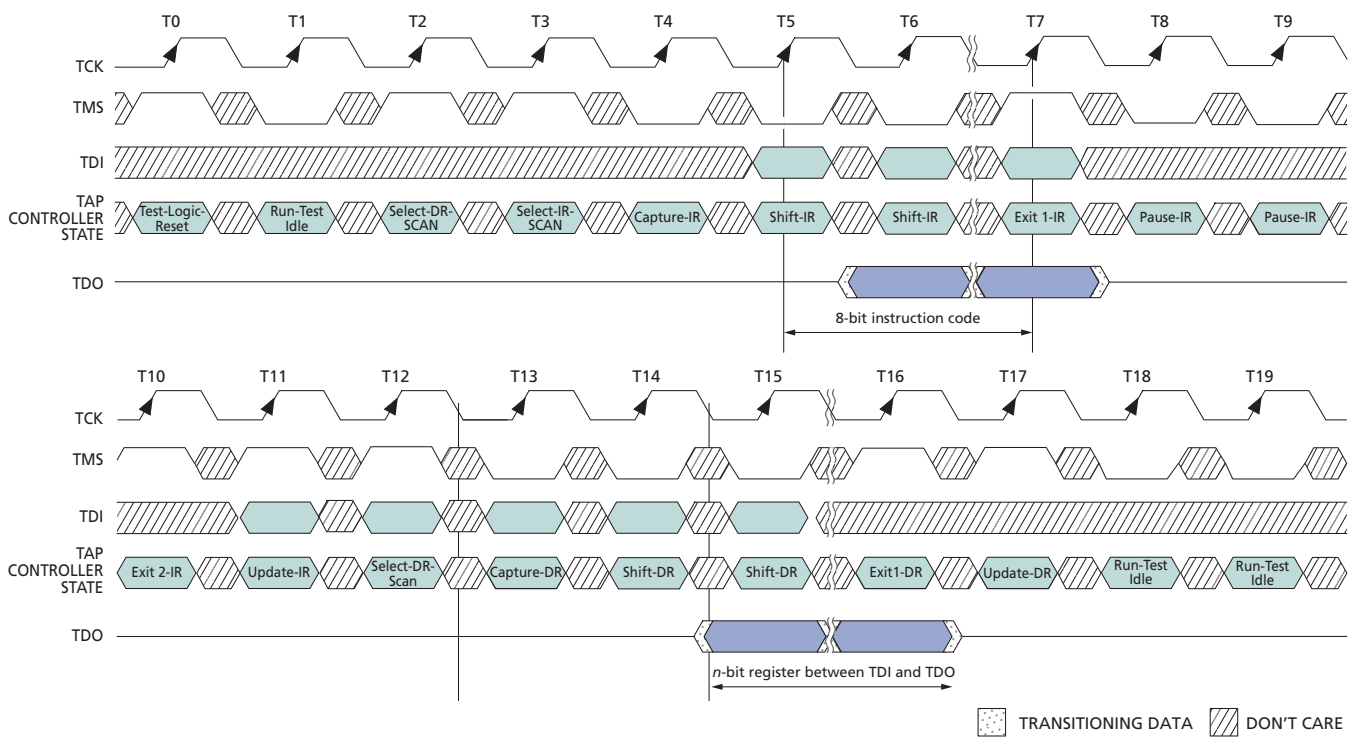 T0 T1 T2 T3 T4 T5 T6 T7 T8 T9
TCK
TMS
TDI
TAP
CONTROLLER
STATE
Test-Logic-
Reset
Run-Test
Idle
Select-DR-
SCAN
Select-IR-
SCAN
Capture-IR
Shift-IR
Shift-IR
Exit 1-IR
Pause-IR
Pause-IR
TDO
8-bit instruction code
T10 T11 T12 T13 T14 T15 T16 T17 T18 T19
TCK
TMS
TDI
TAP
CONTROLLER
STATE
Exit 2-IR
Update-IR
Select-DR-
Scan
Capture-DR
Shift-DR
Shift-DR
Exit1-DR
Update-DR
Run-Test
Idle
Run-Test
Idle
TDO
n-bit register between TDI and TDO
TRANSITIONING DATA
DON'T CARE